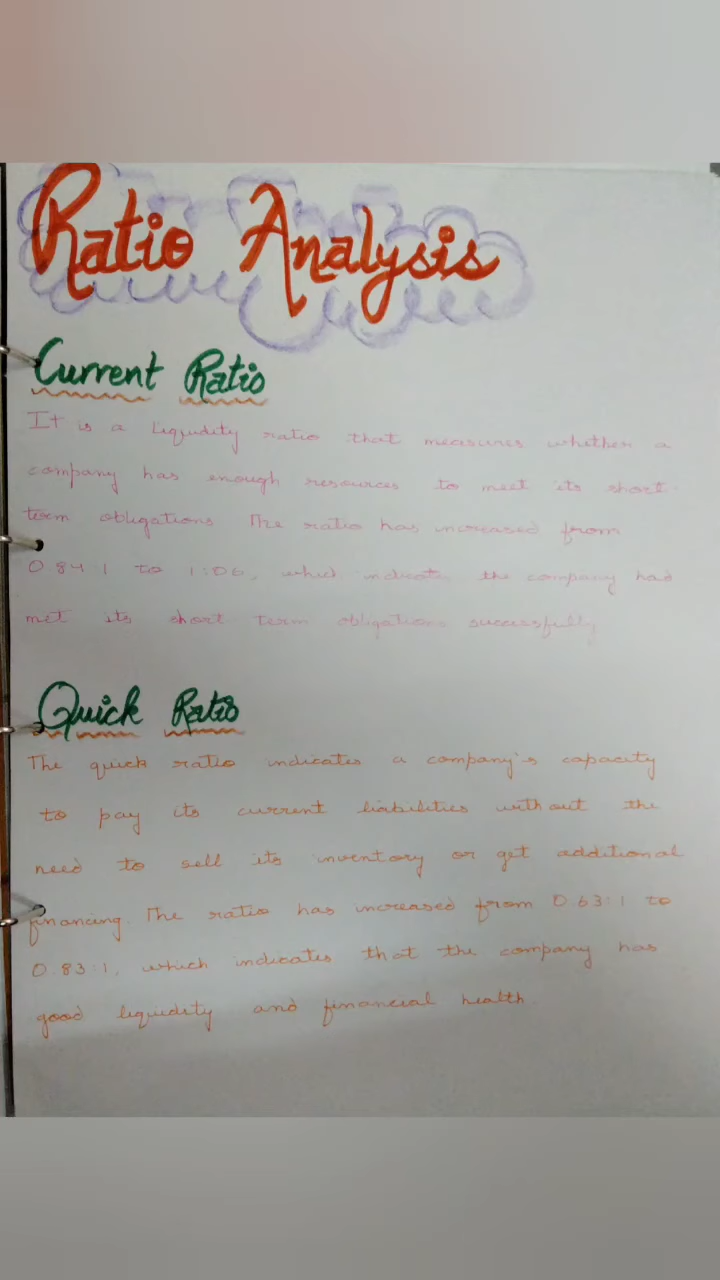 Ratio Analysis
Current Ratio
It is a liquidity ratio that measures whether a
company has enough resources to meet its short
term obligations The ratio has increased from
0.84 1 to 1:06, which indicate the company had
met its short term obligations successfully
Quick Ratio
The quick ratio indicates a company's capacity
to pay its current liabilities without the
need to sell its inventory or get additional
financing. The ratio has increased from 0.63:1 to
0.83:1, which indicates that the company has
good liquidity and financial health.